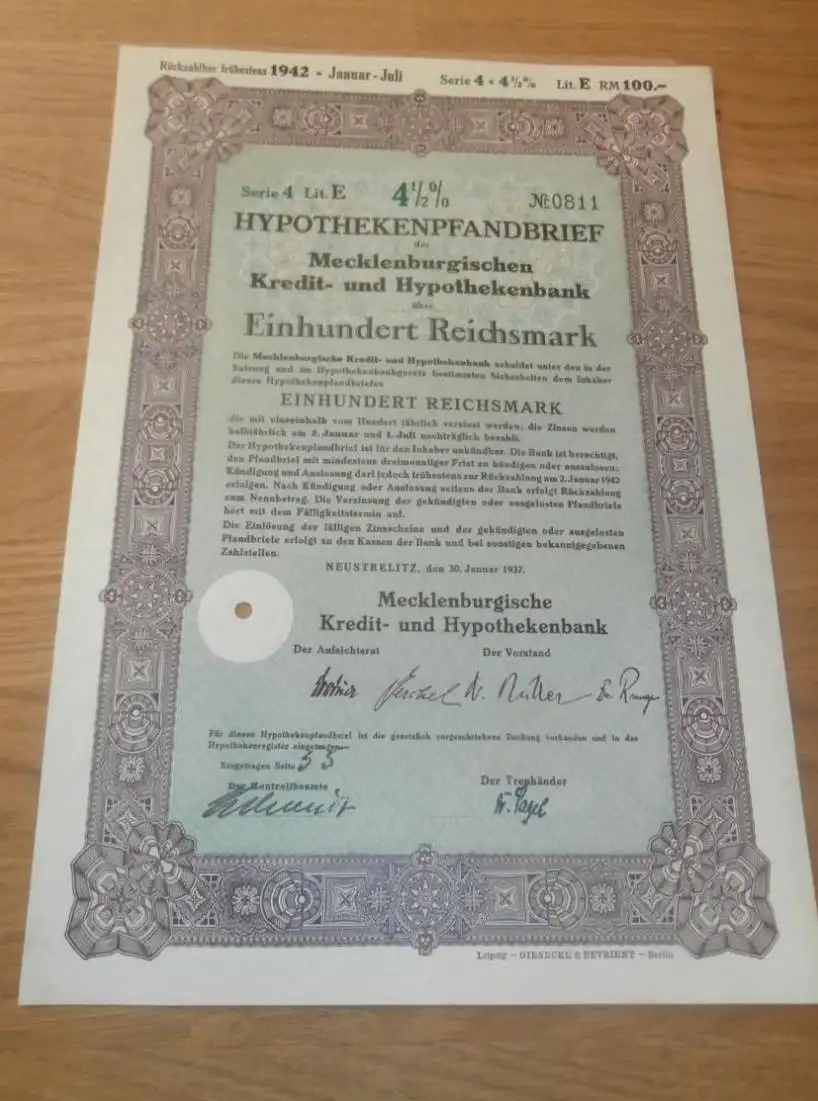 Rückzahlbar frühestens 1942 • Januar - Juli Serie 4 • 4½% Lit. E RM 100.–
Serie 4 Lit. E 4½% № 0811
HYPOTHEKENPFANDBRIEF
der
Mecklenburgischen
Kredit- und Hypothekenbank
über
Einhundert Reichsmark
Die Mecklenburgische Kredit- und Hypothekenbank schuldet unter den in der
Satzung und im Hypothekenbankgesetz bestimmten Sicherheiten dem Inhaber
dieses Hypothekenpfandbriefes
EINHUNDERT REICHSMARK
die mit viereinhalb vom Hundert jährlich verzinst werden; die Zinsen werden
halbjährlich am 2. Januar und 1. Juli nachträglich bezahlt.
Der Hypothekenpfandbrief ist für den Inhaber unkündbar. Die Bank ist berechtigt,
den Pfandbrief mit mindestens dreimonatiger Frist zu kündigen oder auszulosen;
Kündigung und Auslosung darf jedoch frühestens zur Rückzahlung am 2. Januar 1942
erfolgen. Nach Kündigung oder Auslosung seitens der Bank erfolgt Rückzahlung
zum Nennbetrag. Die Verzinsung der gekündigten oder ausgelosten Pfandbriefe
hört mit dem Fälligkeitstermin auf.
Die Einlösung der fälligen Zinsscheine und der gekündigten oder ausgelosten
Pfandbriefe erfolgt an den Kassen der Bank und bei sonstigen bekanntgegebenen
Zahlstellen.
NEUSTRELITZ, den 30. Januar 1937.
Mecklenburgische
Kredit- und Hypothekenbank
Der Aufsichtsrat Der Vorstand
Für diesen Hypothekenpfandbrief ist die gesetzlich vorgeschriebene Deckung vorhanden und in das
Hypothekenregister eingetragen.
Eingetragen Seite 53
Der Kontrollbeamte Der Treuhänder
Leipzig – GIESECKE & DEVRIENT – Berlin